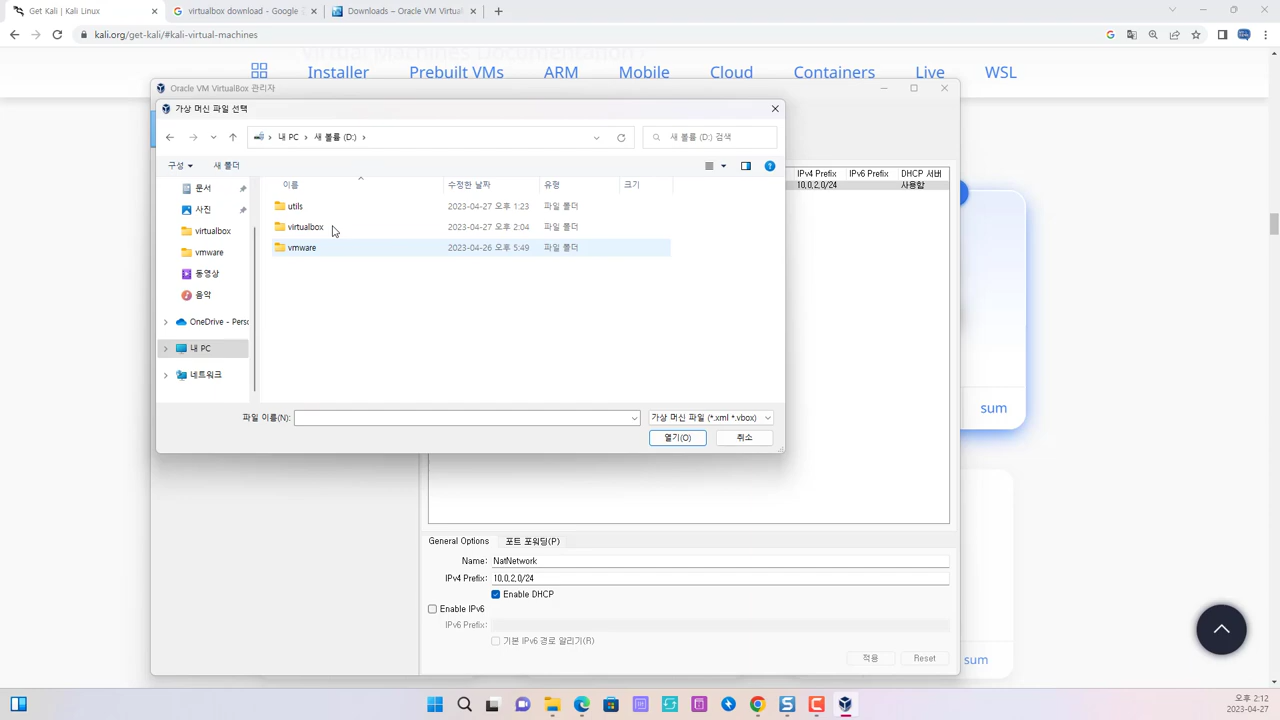 Get Kali | Kali Linux
virtualbox download - Google
Downloads – Oracle VM Virtual
kali.org/get-kali/#kali-virtual-machines
Virtual Machines Documentation
Installer
Prebuilt VMs
ARM
Mobile
Cloud
Containers
Live
WSL
Oracle VM VirtualBox 관리자
가상 머신 파일 선택
내 PC
새 볼륨 (D:)
새 볼륨 (D:) 검색
구성
새 폴더
IPv4 Prefix
IPv6 Prefix
DHCP 서버
10.0.2.0/24
사용함
이름
수정한 날짜
유형
크기
문서
사진
virtualbox
vmware
동영상
음악
OneDrive - Perso
내 PC
네트워크
utils 2023-04-27 오후 1:23 파일 폴더
virtualbox 2023-04-27 오후 2:04 파일 폴더
vmware 2023-04-26 오후 5:49 파일 폴더
파일 이름(N):
가상 머신 파일 (*.xml *.vbox)
열기(O)
취소
sum
General Options
포트 포워딩(P)
Name: NatNetwork
IPv4 Prefix: 10.0.2.0/24
Enable DHCP
Enable IPv6
IPv6 Prefix:
기본 IPv6 경로 알리기(R)
적용
Reset
sum
오후 2:12
2023-04-27